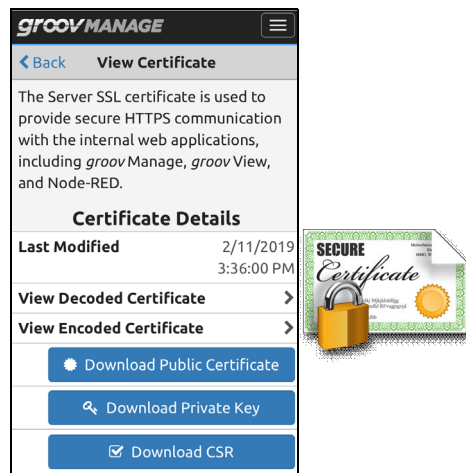 groovMANAGE
Back View Certificate
The Server SSL certificate is used to
provide secure HTTPS communication
with the internal web applications,
including groov Manage, groov View,
and Node-RED.
Certificate Details
Last Modified 2/11/2019
3:36:00 PM
View Decoded Certificate
View Encoded Certificate
Download Public Certificate
Download Private Key
Download CSR
SECURE
Certificate